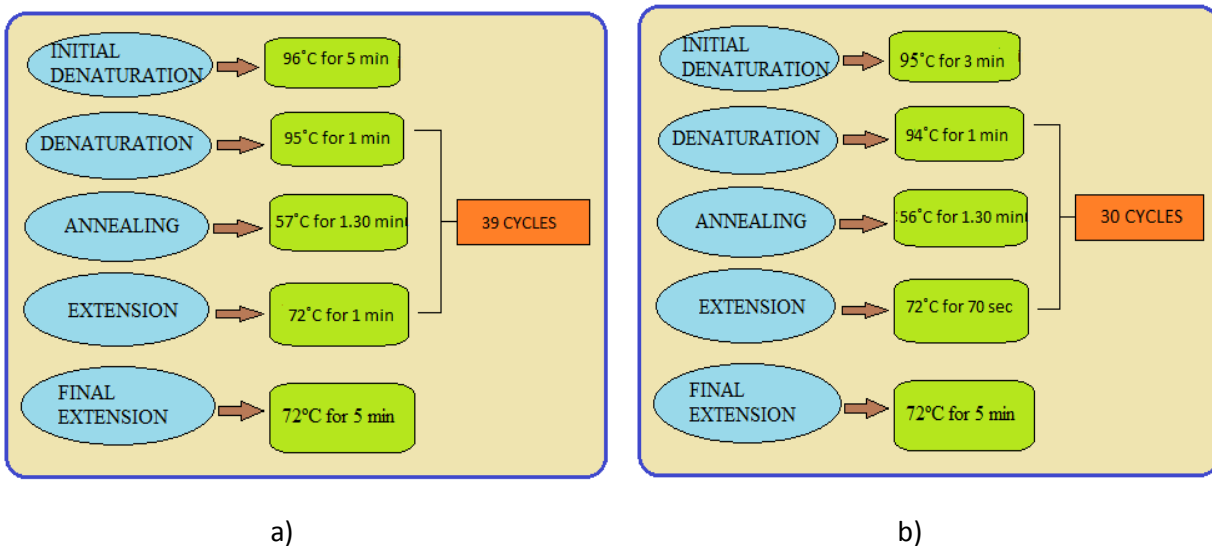 INITIAL
DENATURATION
96˚C for 5 min
DENATURATION
95˚C for 1 min
ANNEALING
57˚C for 1.30 min
39 CYCLES
EXTENSION
72˚C for 1 min
FINAL
EXTENSION
72ºC for 5 min
a)
INITIAL
DENATURATION
95˚C for 3 min
DENATURATION
94˚C for 1 min
ANNEALING
56˚C for 1.30 min
30 CYCLES
EXTENSION
72˚C for 70 sec
FINAL
EXTENSION
72ºC for 5 min
b)